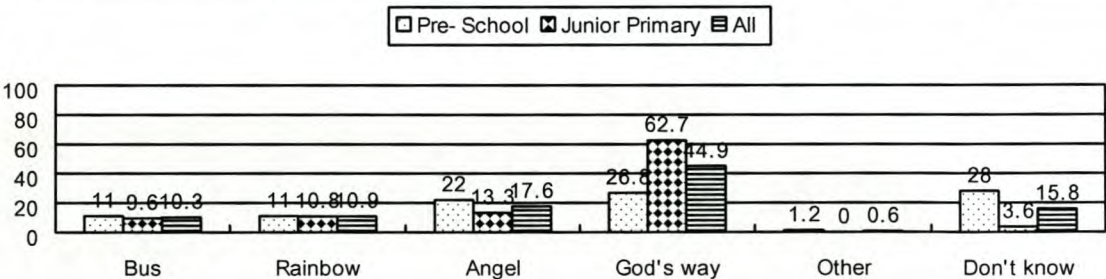 Pre- School Junior Primary All
100
80
60
40
20
0
11 9.6 10.3
11 10.8 10.9
22 13.3 17.6
26.8 62.7 44.9
1.2 0 0.6
28 3.6 15.8
Bus Rainbow Angel God's way Other Don't know